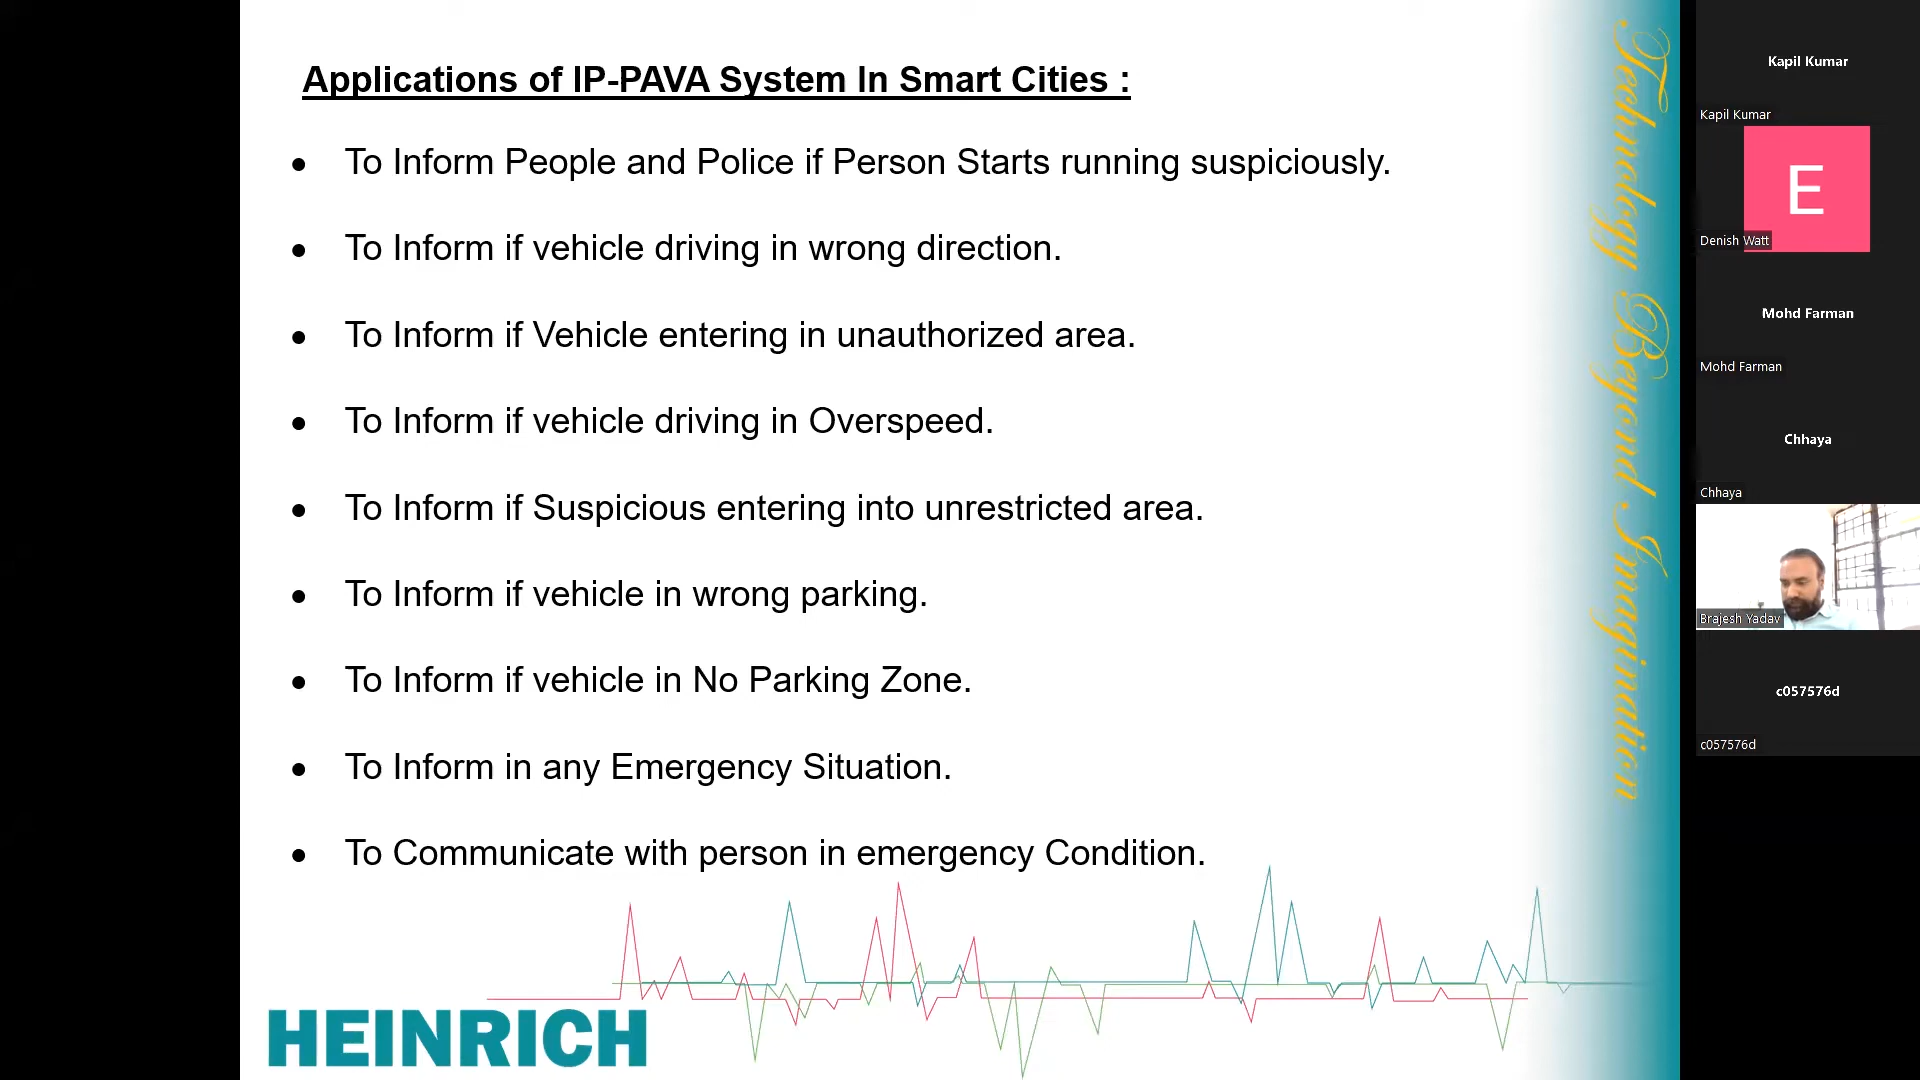 Applications of IP-PAVA System In Smart Cities :
● To Inform People and Police if Person Starts running suspiciously.
● To Inform if vehicle driving in wrong direction.
● To Inform if Vehicle entering in unauthorized area.
● To Inform if vehicle driving in Overspeed.
● To Inform if Suspicious entering into unrestricted area.
● To Inform if vehicle in wrong parking.
● To Inform if vehicle in No Parking Zone.
● To Inform in any Emergency Situation.
● To Communicate with person in emergency Condition.
HEINRICH
Technology Beyond Imagination
Kapil Kumar
Kapil Kumar
E
Denish Watt
Mohd Farman
Mohd Farman
Chhaya
Chhaya
Brajesh Yadav
c057576d
c057576d